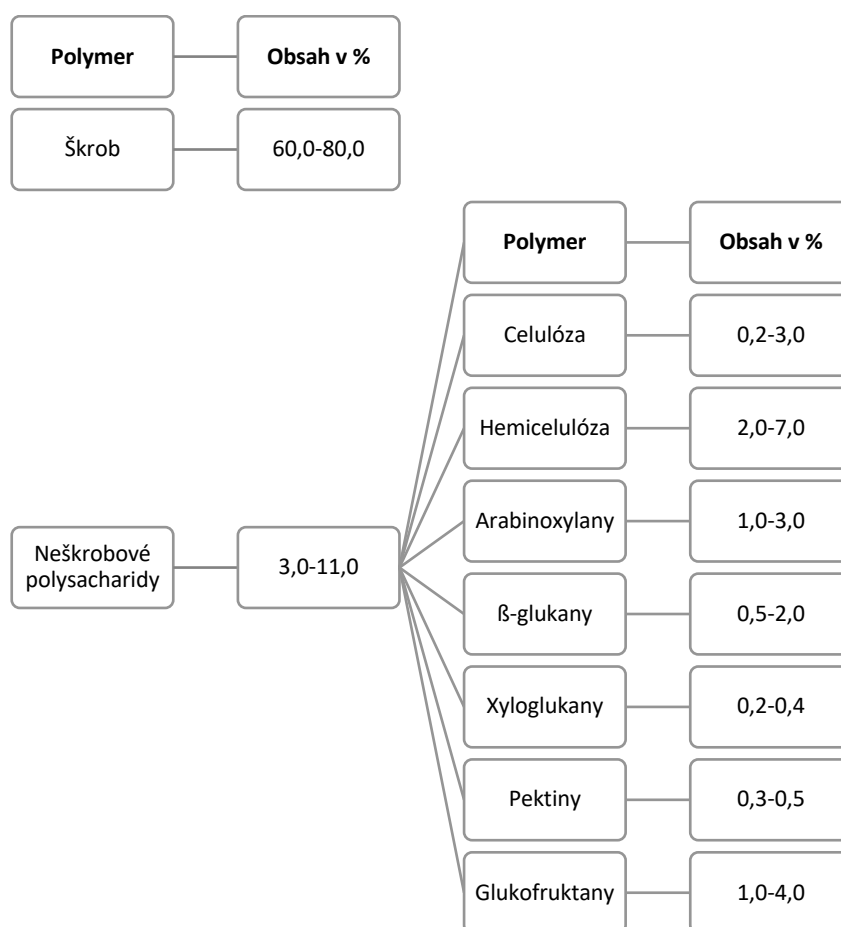 Polymer Obsah v %
Škrob 60,0-80,0
Polymer Obsah v %
Celulóza 0,2-3,0
Hemicelulóza 2,0-7,0
Arabinoxylany 1,0-3,0
Neškrobové
polysacharidy
3,0-11,0
ß-glukany 0,5-2,0
Xyloglukany 0,2-0,4
Pektiny 0,3-0,5
Glukofruktany 1,0-4,0